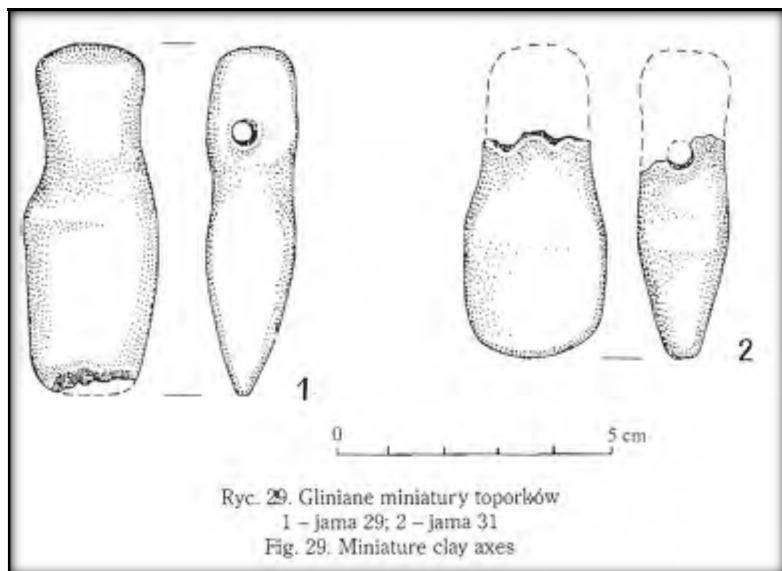 1 2
0 5 cm
Ryc. 29. Gliniane miniatury toporków
1 – jama 29; 2 – jama 31
Fig. 29. Miniature clay axes